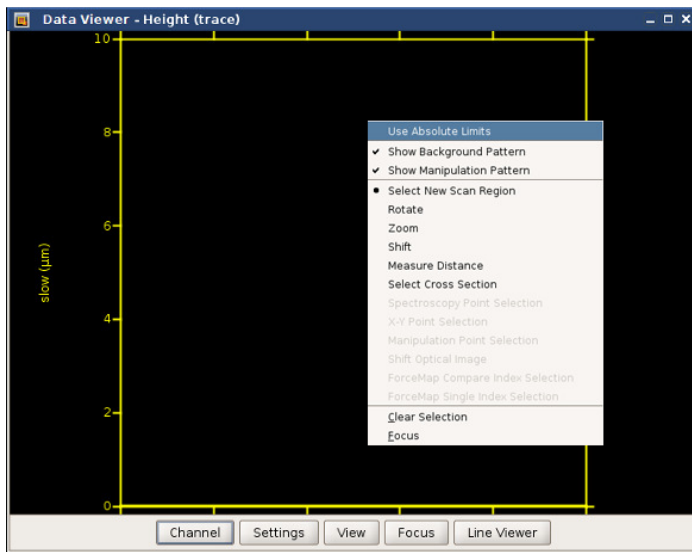 Data Viewer - Height (trace)
10
8
6
4
2
0
slow (μm)
Use Absolute Limits
Show Background Pattern
Show Manipulation Pattern
Select New Scan Region
Rotate
Zoom
Shift
Measure Distance
Select Cross Section
Spectroscopy Point Selection
X-Y Point Selection
Manipulation Point Selection
Shift Optical Image
ForceMap Compare Index Selection
ForceMap Single Index Selection
Clear Selection
Focus
Channel Settings View Focus Line Viewer